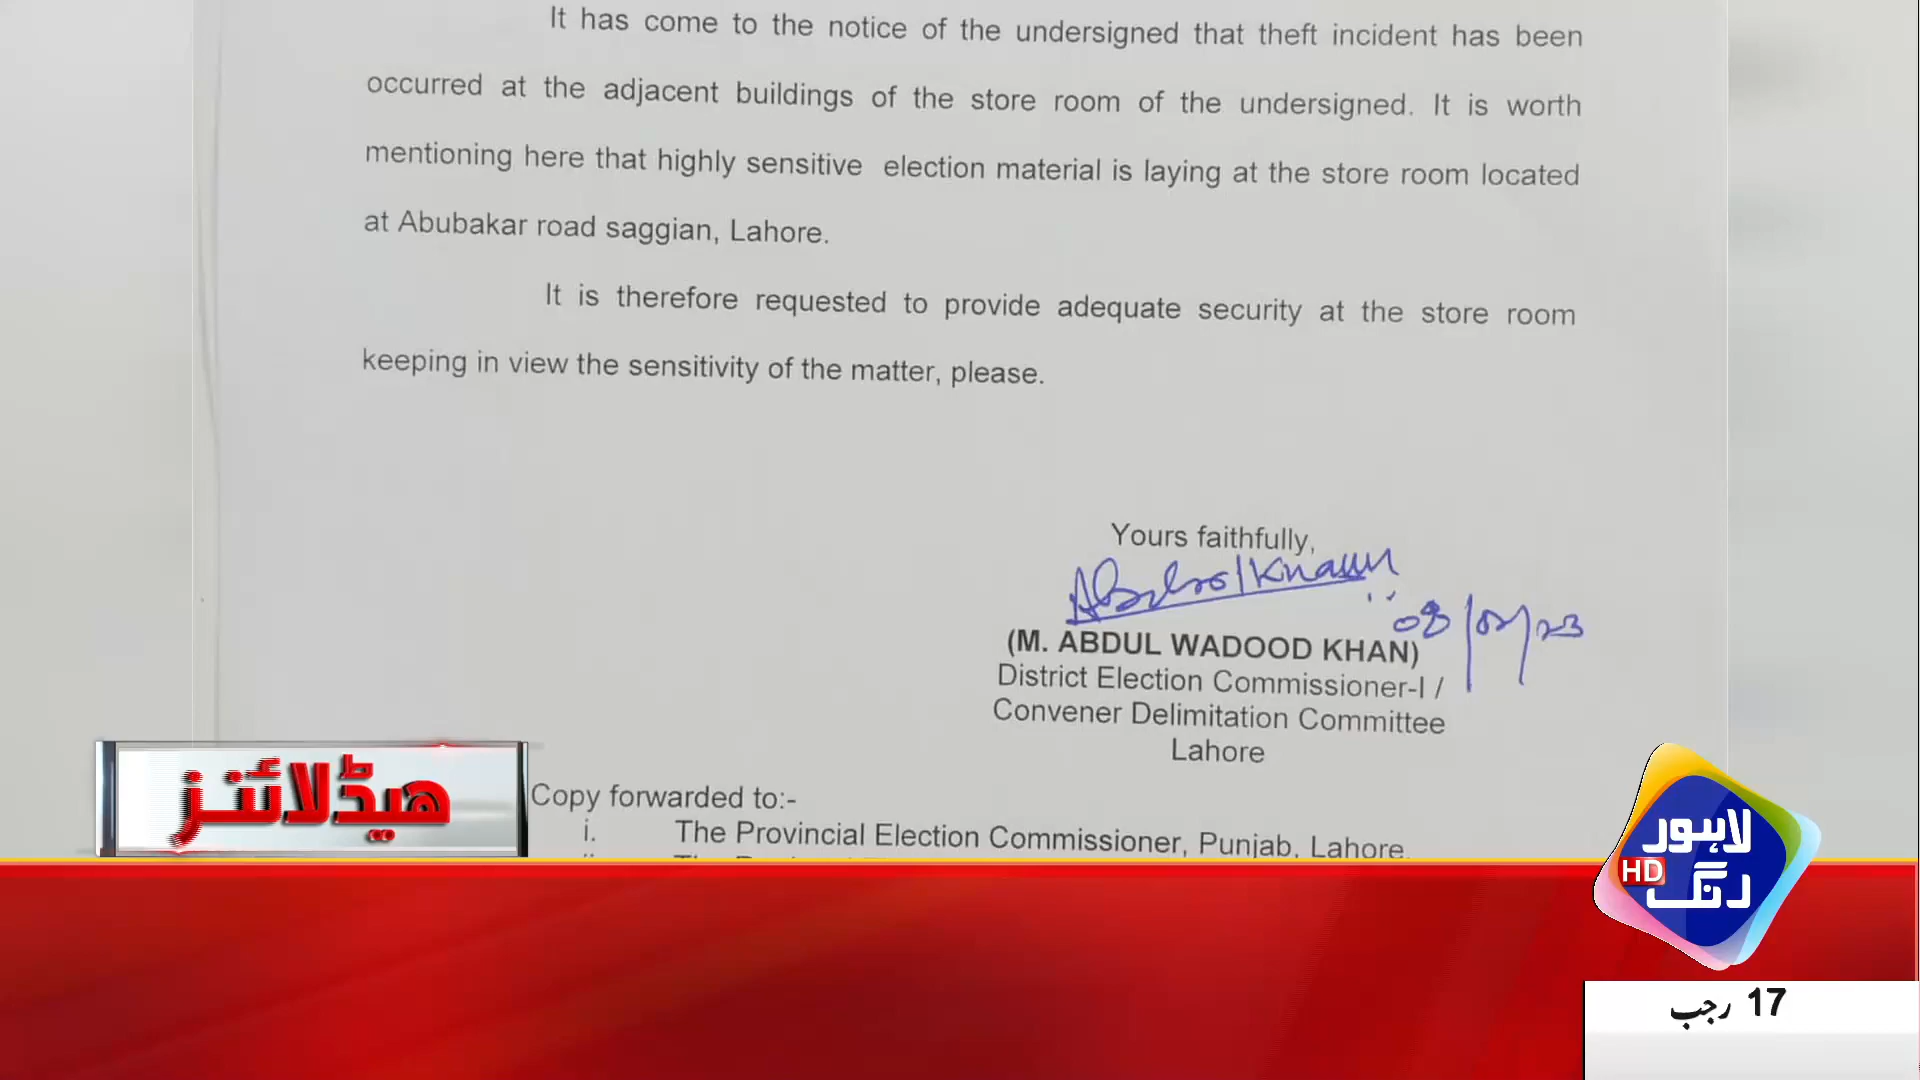 It has come to the notice of the undersigned that theft incident has been
occurred at the adjacent buildings of the store room of the undersigned. It is worth
mentioning here that highly sensitive election material is laying at the store room located
at Abubakar road saggian, Lahore.
It is therefore requested to provide adequate security at the store room
keeping in view the sensitivity of the matter, please.
Yours faithfully,
08/02/23
(M. ABDUL WADOOD KHAN)
District Election Commissioner-I /
Convener Delimitation Committee
Lahore
ھیڈلائنز
Copy forwarded to:-
i. The Provincial Election Commissioner, Punjab, Lahore.
لاہور
HD رنگ
17 رجب